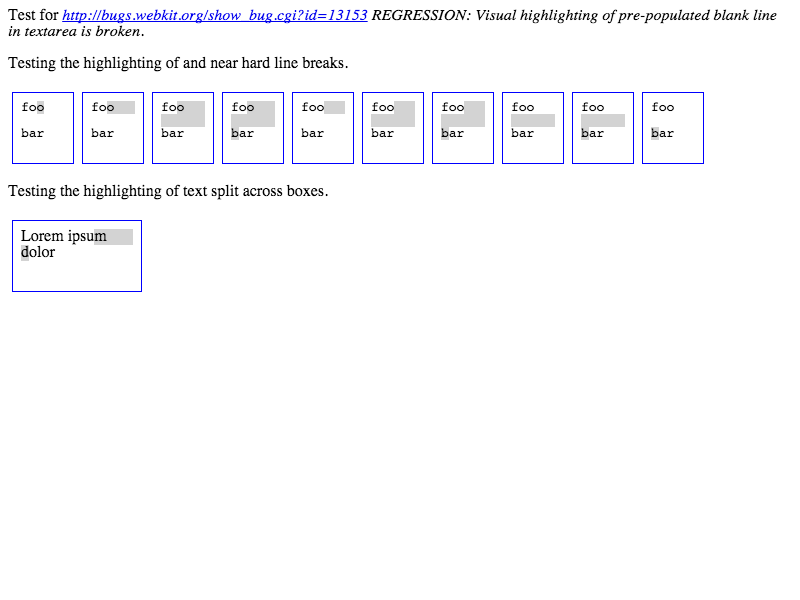 Test for http://bugs.webkit.org/show_bug.cgi?id=13153 REGRESSION: Visual highlighting of pre-populated blank line
in textarea is broken.
Testing the highlighting of and near hard line breaks.
foo foo foo foo foo foo foo foo foo foo
bar bar bar bar bar bar bar bar bar bar
Testing the highlighting of text split across boxes.
Lorem ipsum
dolor